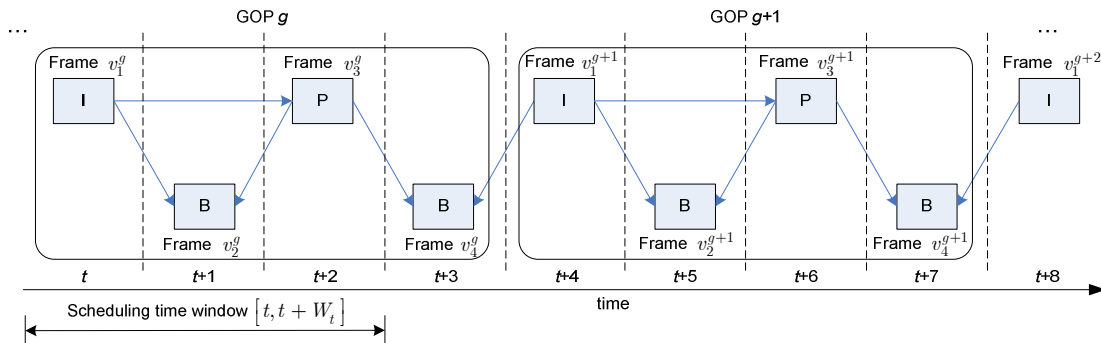 GOP g GOP g+1
... ...
Frame v_1^g Frame v_3^g Frame v_1^{g+1} Frame v_3^{g+1} Frame v_1^{g+2}
I P I P I
B B B B
Frame v_2^g Frame v_4^g Frame v_2^{g+1} Frame v_4^{g+1}
t t+1 t+2 t+3 t+4 t+5 t+6 t+7 t+8
time
Scheduling time window [t, t + W_t]